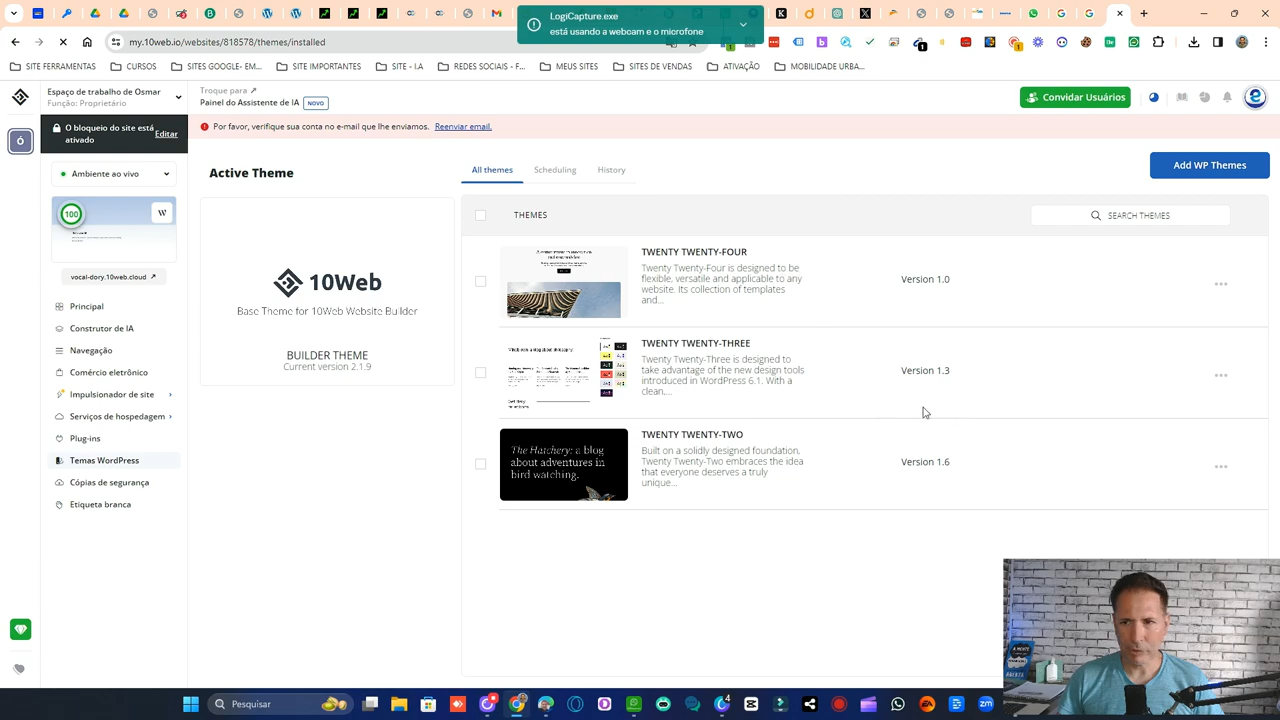 LogiCapture.exe
está usando a webcam e o microfone
my.10web.io/websites/818578/themes/installed
SITE FERRAMENTAS
CURSOS
SITES GOOGLE- EM...
SITE IMPORTANTES
SITE - I.A
REDES SOCIAIS - F...
MEUS SITES
SITES DE VENDAS
ATIVAÇÃO
MOBILIDADE URBA...
Espaço de trabalho de Osmar
Função: Proprietário
Troque para
Painel do Assistente de IA NOVO
Convidar Usuários
Ó
O bloqueio do site está
ativado
Editar
Por favor, verifique sua conta no e-mail que lhe enviamos. Reenviar email.
Ambiente ao vivo
100
W
vocal-dory.10web.cloud
Principal
Construtor de IA
Navegação
Comércio eletrônico
Impulsionador de site
Serviços de hospedagem
Plug-ins
Temas WordPress
Cópias de segurança
Etiqueta branca
Active Theme
10Web
Base Theme for 10Web Website Builder
BUILDER THEME
Current version 2.1.9
All themes
Scheduling
History
Add WP Themes
THEMES
SEARCH THEMES
TWENTY TWENTY-FOUR
Twenty Twenty-Four is designed to be
flexible, versatile and applicable to any
website. Its collection of templates
and...
Version 1.0
TWENTY TWENTY-THREE
Twenty Twenty-Three is designed to
take advantage of the new design tools
introduced in WordPress 6.1. With a
clean,...
Version 1.3
The Hatchery: a blog
about adventures in
bird watching.
TWENTY TWENTY-TWO
Built on a solidly designed foundation,
Twenty Twenty-Two embraces the idea
that everyone deserves a truly
unique...
Version 1.6
Pesquisar
4
zm